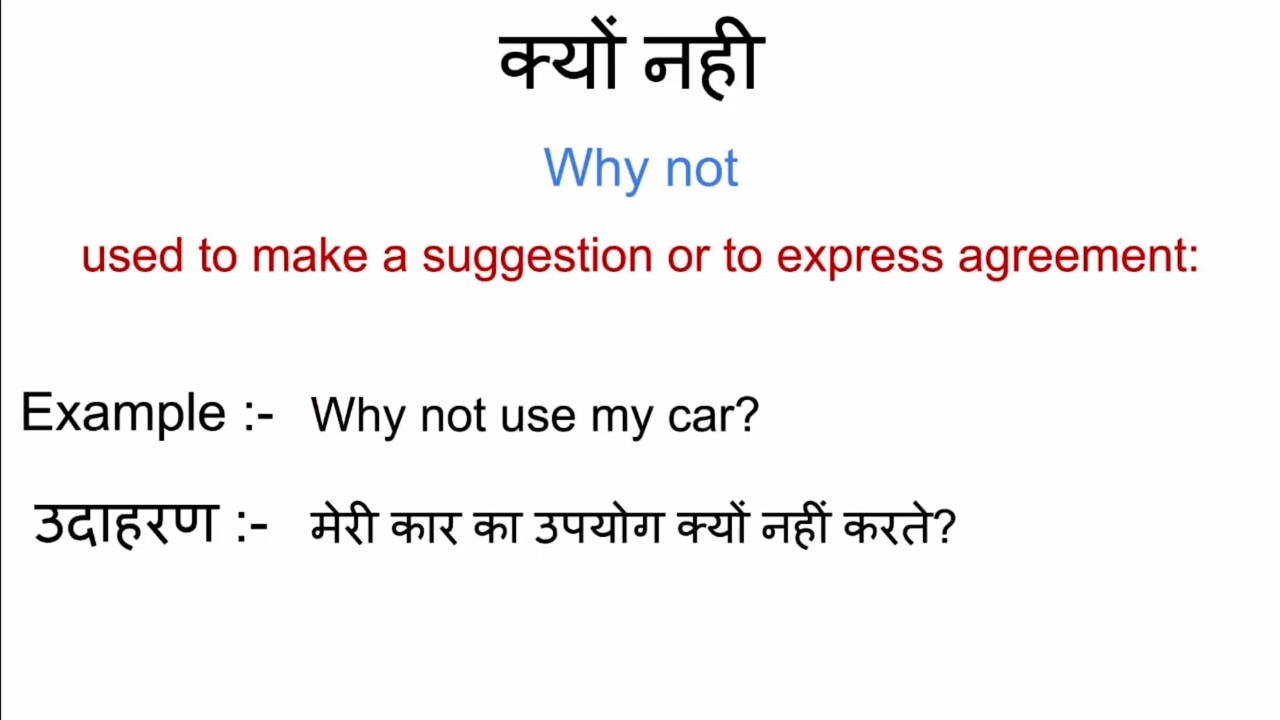 क्यों नही
Why not
used to make a suggestion or to express agreement:
Example :- Why not use my car?
उदाहरण :- मेरी कार का उपयोग क्यों नहीं करते?